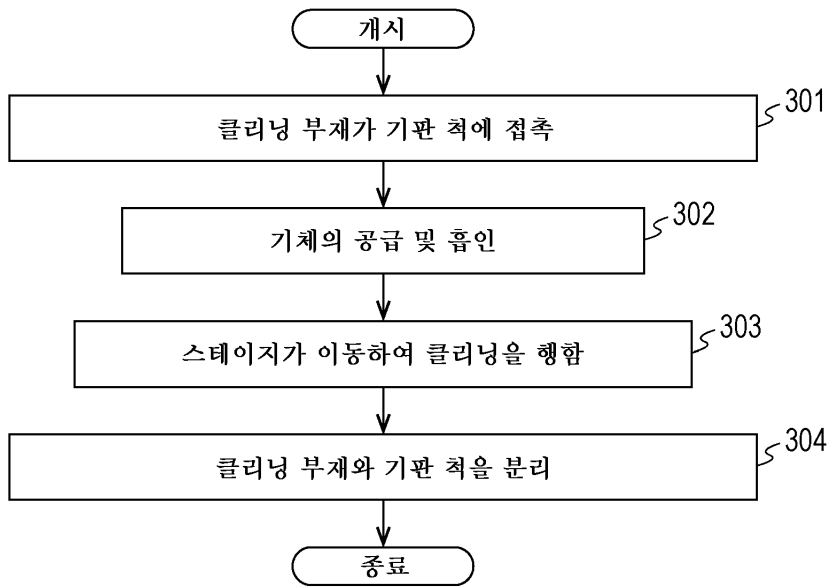 개시
클리닝 부재가 기판 척에 접촉
301
기체의 공급 및 흡인
302
스테이지가 이동하여 클리닝을 행함
303
클리닝 부재와 기판 척을 분리
304
종료